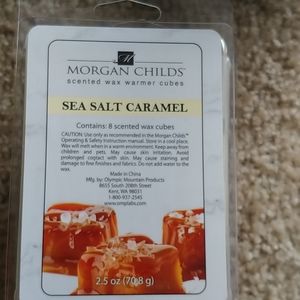 M
MORGAN CHILDS™
scented wax warmer cubes
SEA SALT CARAMEL
Contains: 8 scented wax cubes
CAUTION: Use only as recommended in the Morgan Childs™
Operating & Safety Instruction manual. Store in a cool place.
Wax will melt when in a warm environment. Keep away from
children and pets. May cause skin irritation. Avoid
prolonged contact with skin. May cause staining and
damage to fine finishes and fabrics. Do not add water to the
wax.
Made in China
Mfg. by: Olympic Mountain Products
8655 South 208th Street
Kent, WA 98031
1-800-937-2545
www.omplabs.com
2.5 oz (70.8 g)